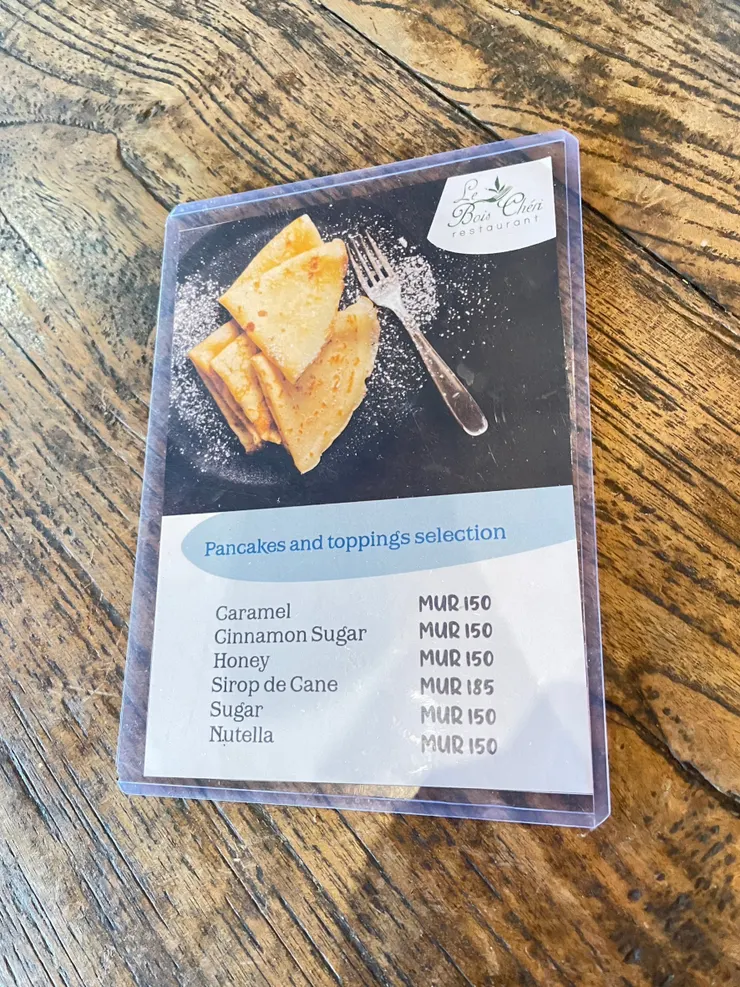 Le
Bois Chéri
restaurant
Pancakes and toppings selection
Caramel MUR 150
Cinnamon Sugar MUR 150
Honey MUR 150
Sirop de Cane MUR 185
Sugar MUR 150
Nutella MUR 150